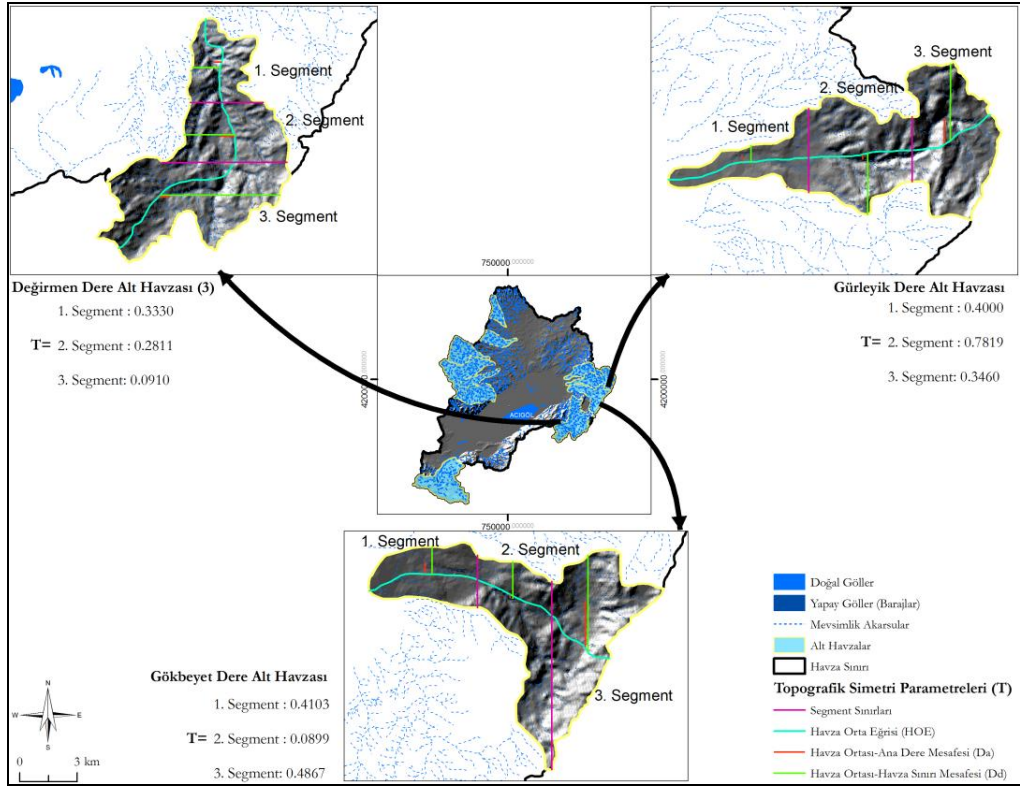 1. Segment
2. Segment
3. Segment
3. Segment
2. Segment
1. Segment
750000,000000
Değirmen Dere Alt Havzası (3)
1. Segment : 0.3330
T= 2. Segment : 0.2811
3. Segment: 0.0910
Gürleyik Dere Alt Havzası
1. Segment : 0.4000
T= 2. Segment : 0.7819
3. Segment: 0.3460
4200000,000000
4200000,000000
ACIGÖL
750000,000000
1. Segment
2. Segment
3. Segment
Gökbeyet Dere Alt Havzası
1. Segment : 0.4103
T= 2. Segment : 0.0899
3. Segment: 0.4867
N
W
E
S
0 3 km
Doğal Göller
Yapay Göller (Barajlar)
Mevsimlik Akarsular
Alt Havzalar
Havza Sınırı
Topografik Simetri Parametreleri (T)
Segment Sınırları
Havza Orta Eğrisi (HOE)
Havza Ortası-Ana Dere Mesafesi (Da)
Havza Ortası-Havza Sınırı Mesafesi (Dd)